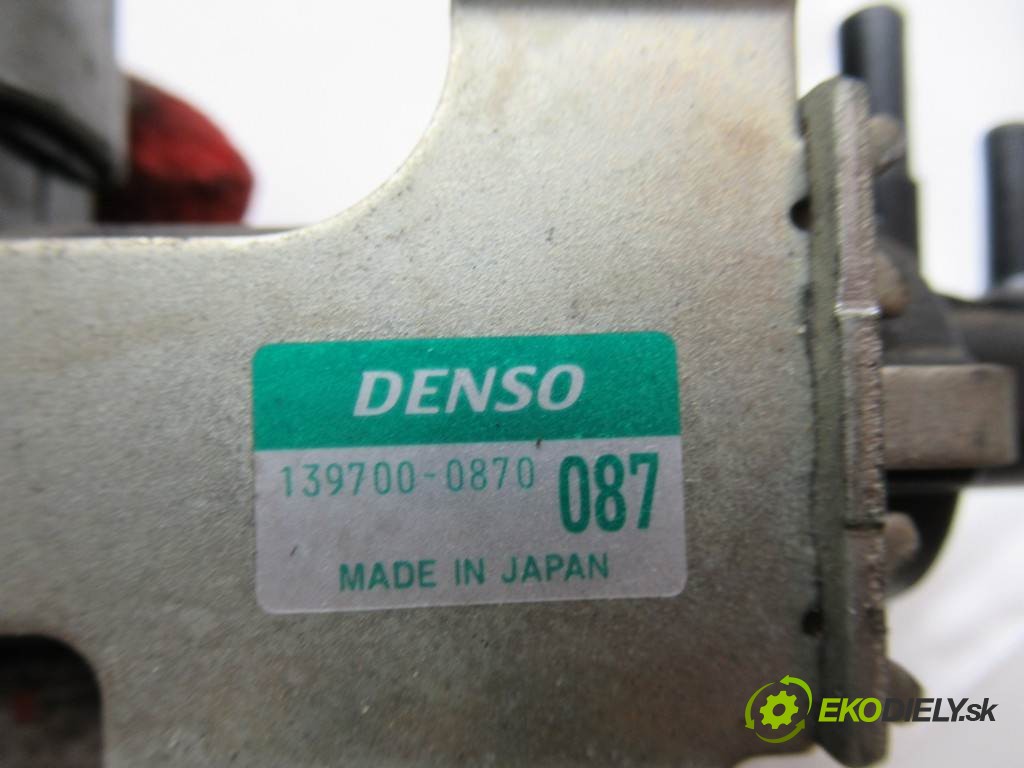 DENSO
139700-0870 087
MADE IN JAPAN
EKODIELY.sk